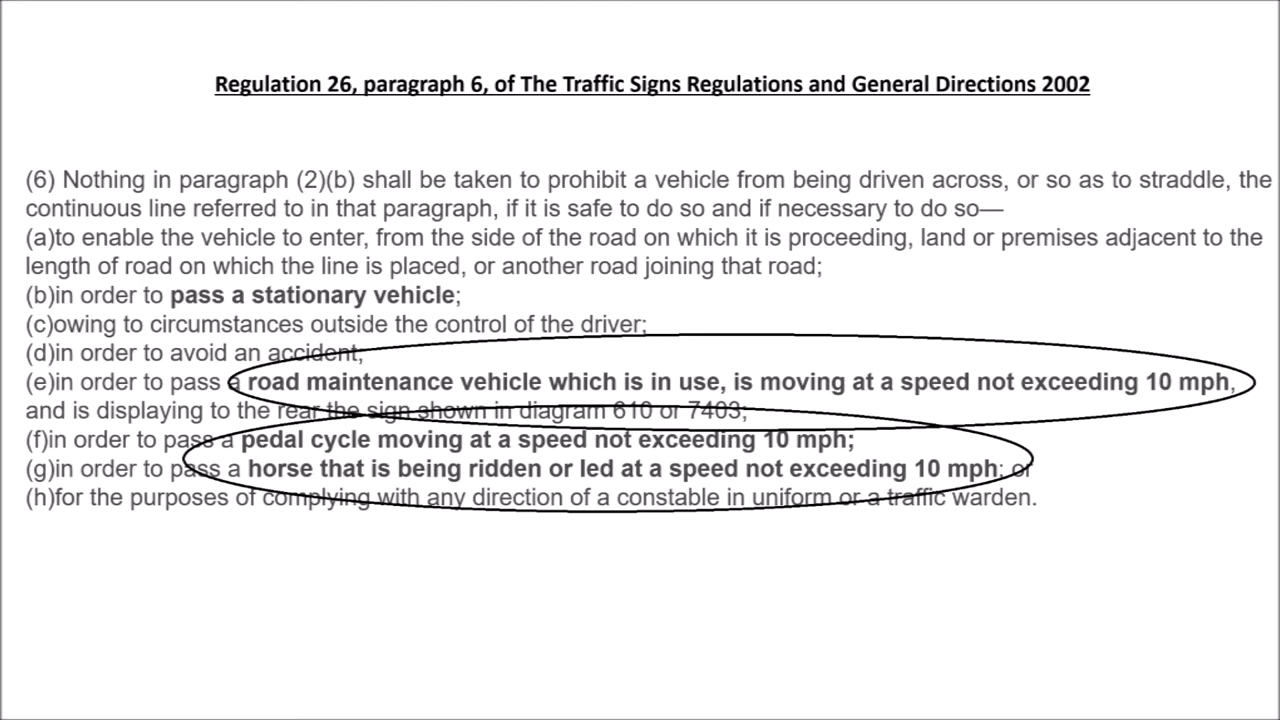 Regulation 26, paragraph 6, of The Traffic Signs Regulations and General Directions 2002
(6) Nothing in paragraph (2)(b) shall be taken to prohibit a vehicle from being driven across, or so as to straddle, the
continuous line referred to in that paragraph, if it is safe to do so and if necessary to do so—
(a)to enable the vehicle to enter, from the side of the road on which it is proceeding, land or premises adjacent to the
length of road on which the line is placed, or another road joining that road;
(b)in order to pass a stationary vehicle;
(c)owing to circumstances outside the control of the driver;
(d)in order to avoid an accident;
(e)in order to pass a road maintenance vehicle which is in use, is moving at a speed not exceeding 10 mph,
and is displaying to the rear the sign shown in diagram 610 or 7403;
(f)in order to pass a pedal cycle moving at a speed not exceeding 10 mph;
(g)in order to pass a horse that is being ridden or led at a speed not exceeding 10 mph; or
(h)for the purposes of complying with any direction of a constable in uniform or a traffic warden.